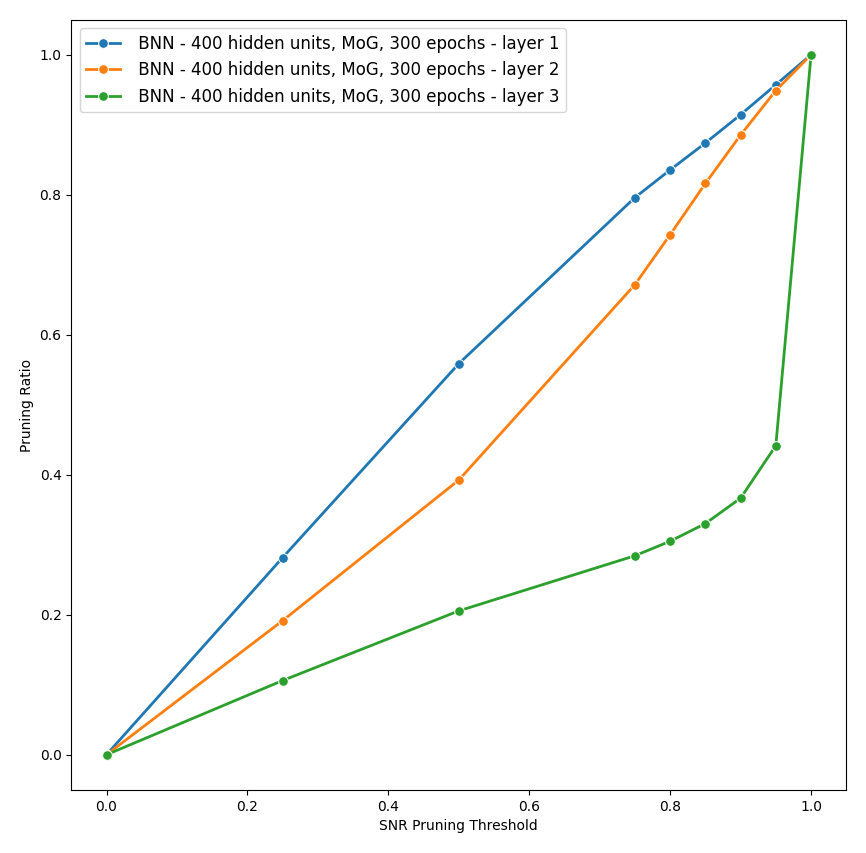 BNN - 400 hidden units, MoG, 300 epochs - layer 1
BNN - 400 hidden units, MoG, 300 epochs - layer 2
BNN - 400 hidden units, MoG, 300 epochs - layer 3
1.0
0.8
0.6
0.4
0.2
0.0
Pruning Ratio
0.0 0.2 0.4 0.6 0.8 1.0
SNR Pruning Threshold